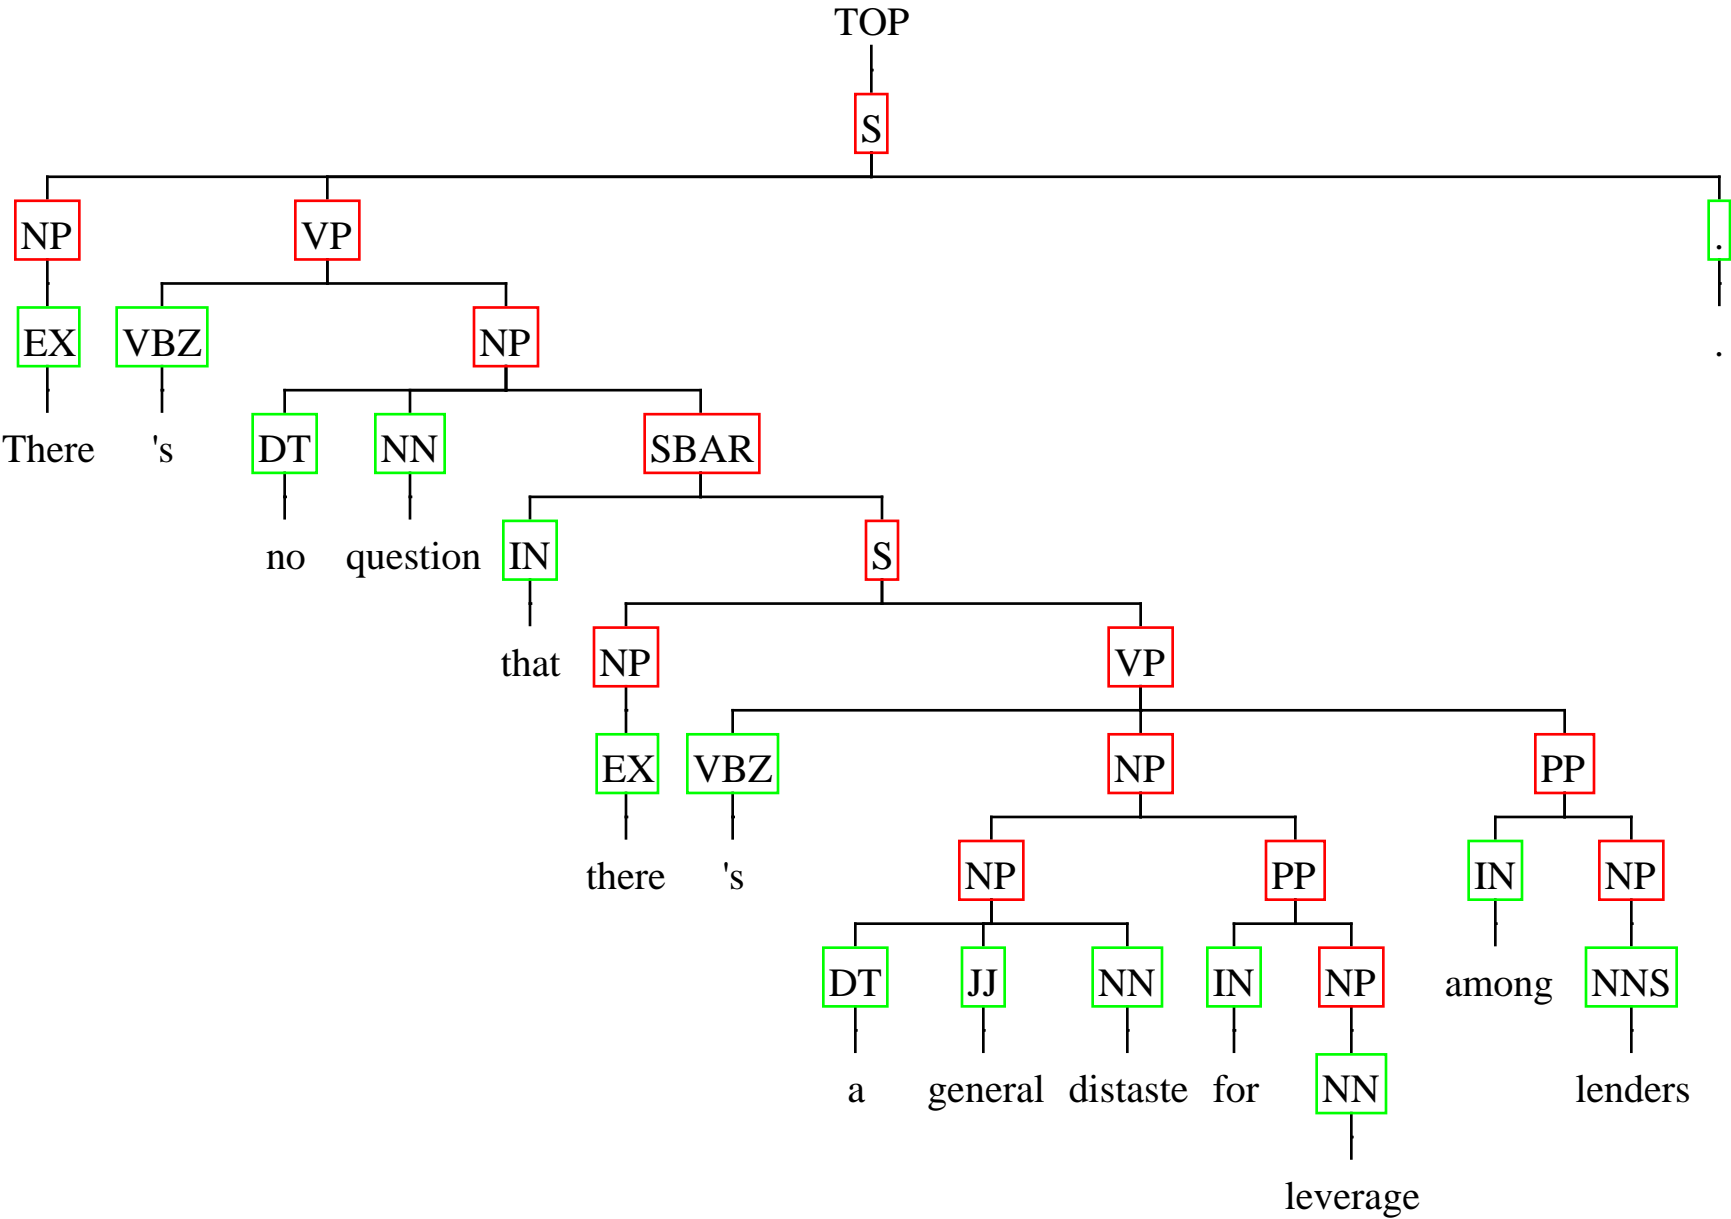 TOP
S
NP VP .
EX VBZ NP .
There 's DT NN SBAR
no question IN S
that NP VP
EX VBZ NP PP
there 's NP PP IN NP
DT JJ NN IN NP among NNS
a general distaste for NN lenders
leverage